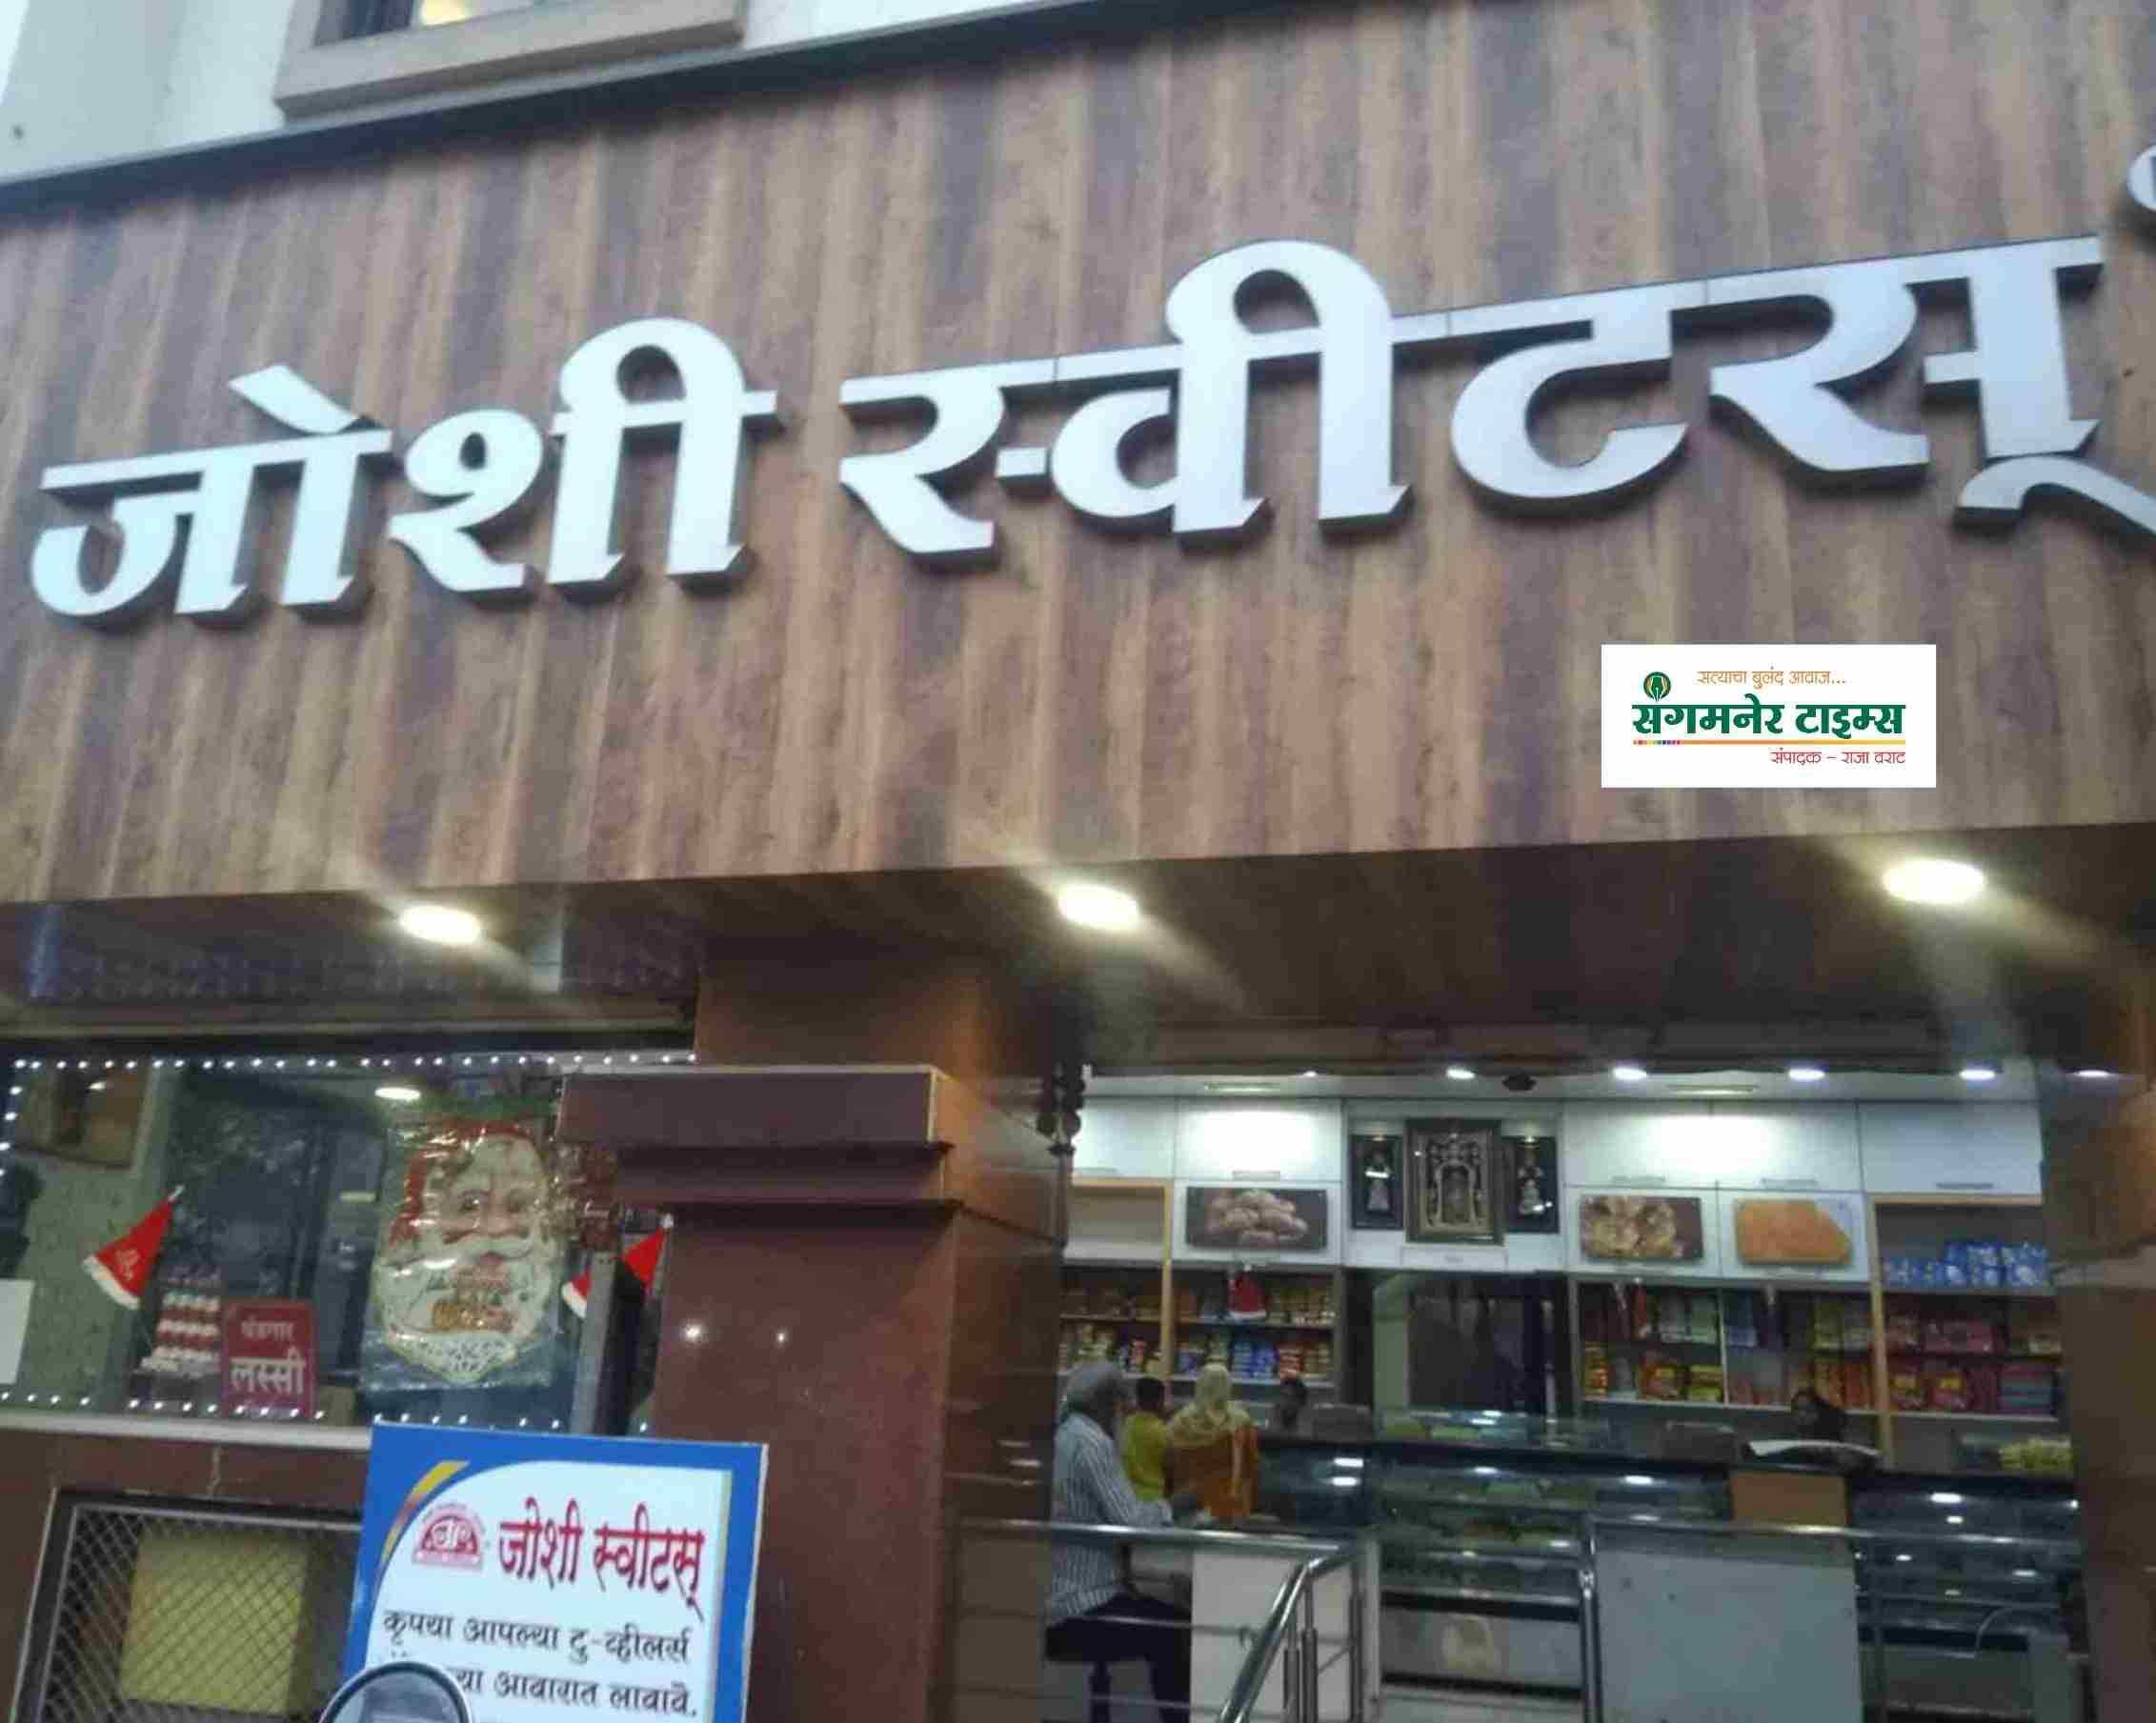 जोशी स्वीटस्
सत्याचा बुलंद आवाज...
संगमनेर टाइम्स
संपादक - राजा वराट
लस्सी
जोशी स्वीटस्
कृपया आपल्या टु-व्हीलर्स
आवारात लावावे.